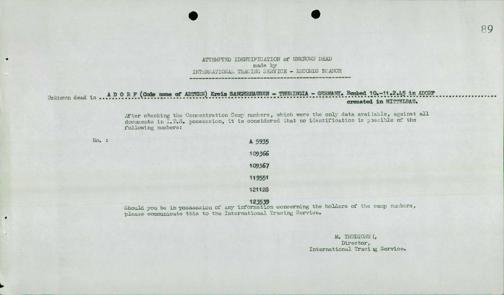 89
ATTEMPTED IDENTIFICATION of UNKNOWN DEAD
made by
INTERNATIONAL TRACING SERVICE - RECORDS BRANCH
Unknown dead in A D O R F (Code name of ARTERN) Kreis SANGERHAUSEN - THURINGIA - GERMANY. Bombed 10.-11.2.45 in ADORF
cremated in MITTELBAU.
After checking the Concentration Camp numbers, which were the only data available, against all
documents in I.T.S. possession, it is considered that no identification is possible of the
following numbers:
No. :
A 5935
109366
109367
119551
121128
123539
Should you be in possession of any information concerning the holders of the camp numbers,
please communicate this to the International Tracing Service.
M.
Director,
International Tracing Service.